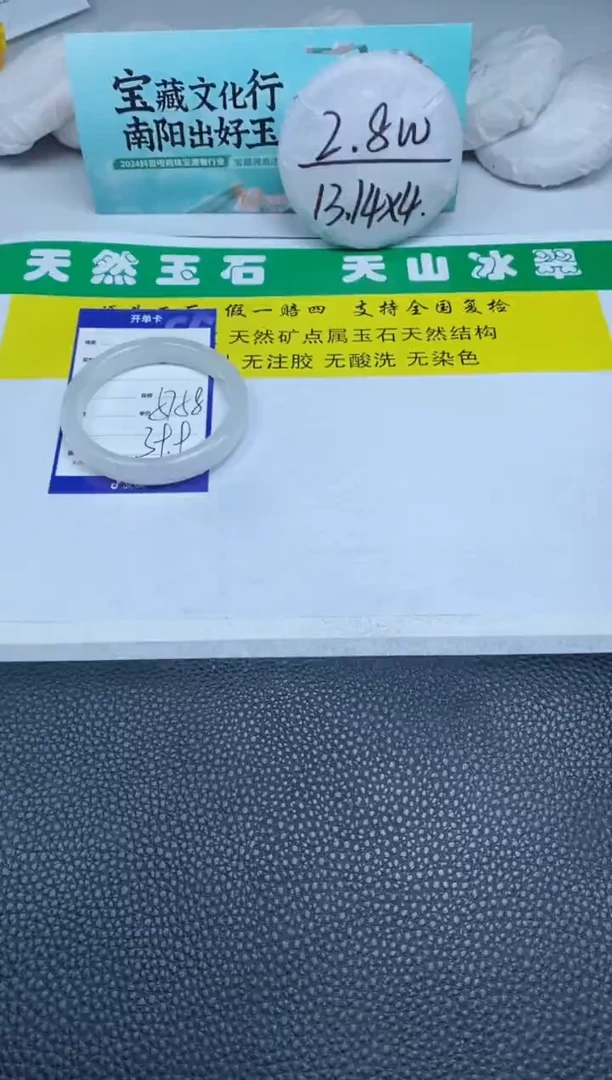 宝藏文化行
南阳出好玉
2.8W
13.14x4.
天然玉石 天山冰翠
假一赔四 支持全国复检
天然矿点属玉石天然结构
无注胶 无酸洗 无染色
开单卡
5758